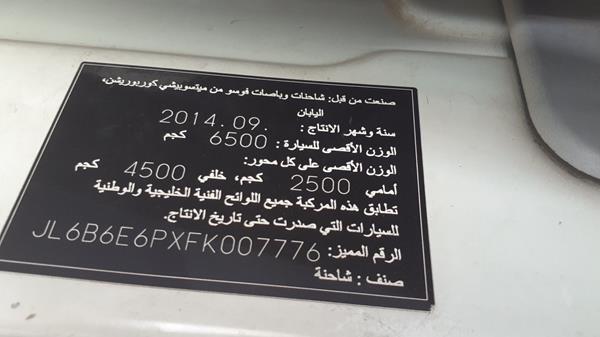 صنعت من قبل: شاحنات وباصات فوسو من ميتسوبيشي كوربوريشن،
اليابان
سنة وشهر الانتاج : 2014.09.
الوزن الأقصى للسيارة : 6500 كجم
الوزن الأقصى على كل محور:
أمامي 2500 كجم، خلفي 4500 كجم
تطابق هذه المركبة جميع اللوائح الفنية الخليجية والوطنية
للسيارات التي صدرت حتى تاريخ الانتاج.
الرقم المميز: JL6B6E6PXFK007776
صنف : شاحنة